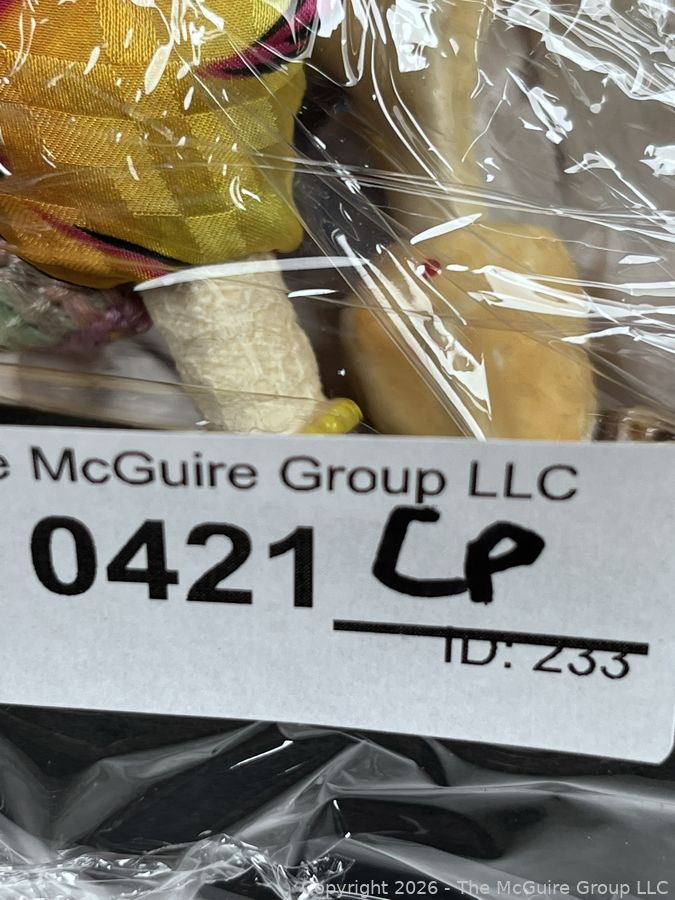 e McGuire Group LLC
0421 CP
ID: 233
Copyright 2026 - The McGuire Group LLC